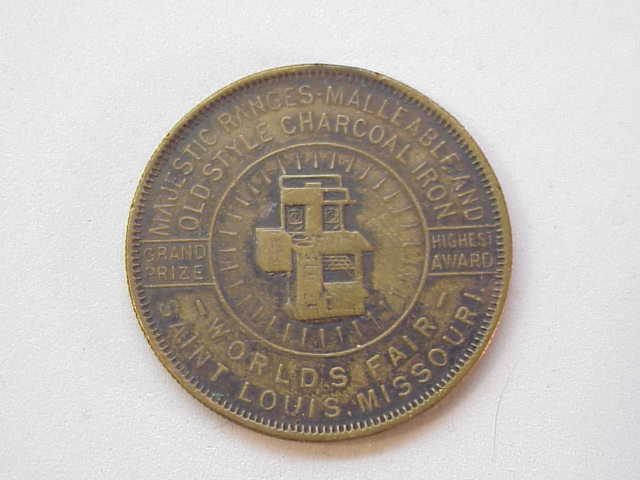 MAJESTIC RANGES-MALLEABLE AND
OLD STYLE CHARCOAL IRON
GRAND
PRIZE
HIGHEST
AWARD
-WORLDS FAIR-
SAINT LOUIS, MISSOURI